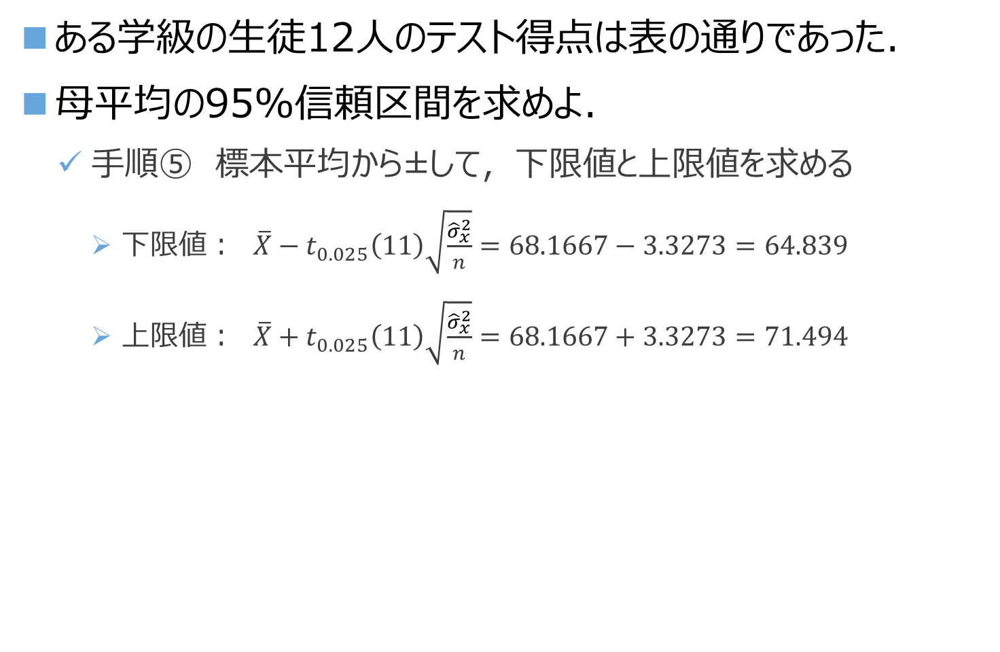 ■ある学級の生徒12人のテスト得点は表の通りであった.
■母平均の95%信頼区間を求めよ.
✓ 手順⑤　標本平均から±して,　下限値と上限値を求める
➢ 下限値： $\bar{X} - t_{0.025}(11)\sqrt{\frac{\hat{\sigma}_x^2}{n}} = 68.1667 - 3.3273 = 64.839$
➢ 上限値： $\bar{X} + t_{0.025}(11)\sqrt{\frac{\hat{\sigma}_x^2}{n}} = 68.1667 + 3.3273 = 71.494$